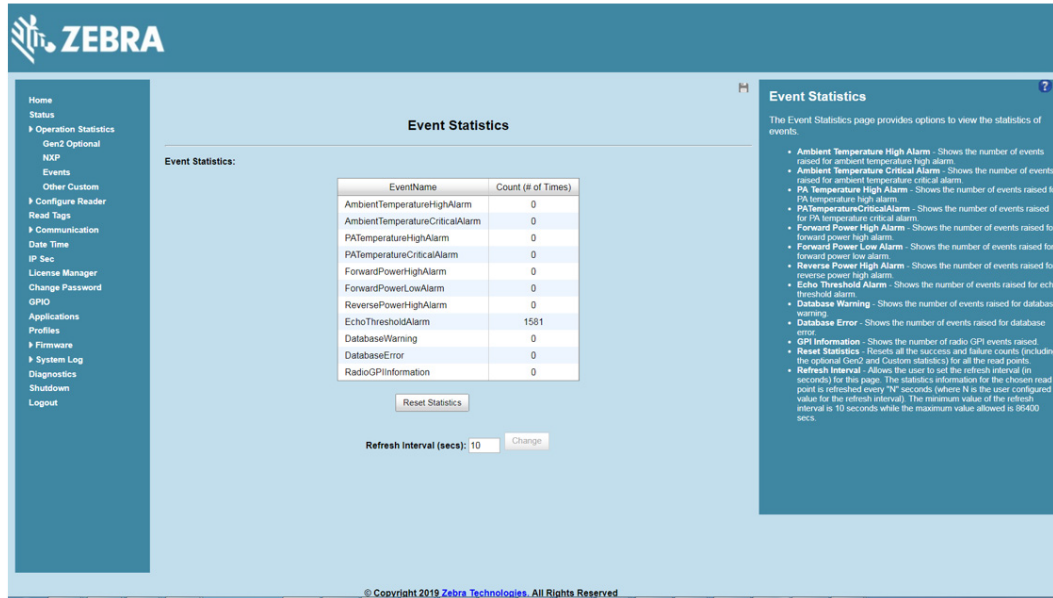 ZEBRA
Home
Status
Operation Statistics
Gen2 Optional
NXP
Events
Other Custom
Configure Reader
Read Tags
Communication
Date Time
IP Sec
License Manager
Change Password
GPIO
Applications
Profiles
Firmware
System Log
Diagnostics
Shutdown
Logout
Event Statistics
Event Statistics:
EventName Count (# of Times)
AmbientTemperatureHighAlarm 0
AmbientTemperatureCriticalAlarm 0
PATemperatureHighAlarm 0
PATemperatureCriticalAlarm 0
ForwardPowerHighAlarm 0
ForwardPowerLowAlarm 0
ReversePowerHighAlarm 0
EchoThresholdAlarm 1581
DatabaseWarning 0
DatabaseError 0
RadioGPIInformation 0
Reset Statistics
Refresh Interval (secs): 10 Change
?
Event Statistics
The Event Statistics page provides options to view the statistics of
events.
• Ambient Temperature High Alarm - Shows the number of events
raised for ambient temperature high alarm.
• Ambient Temperature Critical Alarm - Shows the number of events
raised for ambient temperature critical alarm.
• PA Temperature High Alarm - Shows the number of events raised
PA temperature high alarm.
• PATemperatureCriticalAlarm - Shows the number of events raised
for PA temperature critical alarm.
• Forward Power High Alarm - Shows the number of events raised for
forward power high alarm.
• Forward Power Low Alarm - Shows the number of events raised for
forward power low alarm.
• Reverse Power High Alarm - Shows the number of events raised for
reverse power high alarm.
• Echo Threshold Alarm - Shows the number of events raised for
threshold alarm.
• Database Warning - Shows the number of events raised for
warning.
• Database Error - Shows the number of events raised for database
error.
• GPI Information - Shows the number of radio GPI events raised.
• Reset Statistics - Resets all the success and failure counts
the optional Gen2 and Custom statistics) for all the read points.
• Refresh Interval - Allows the user to set the refresh interval (in
seconds) for this page. The statistics information for the chosen read
point is refreshed every "N" seconds (where N is the user configured
value for the refresh interval). The minimum value of the refresh
interval is 10 seconds while the maximum value allowed is 86400
secs.
© Copyright 2019 Zebra Technologies. All Rights Reserved